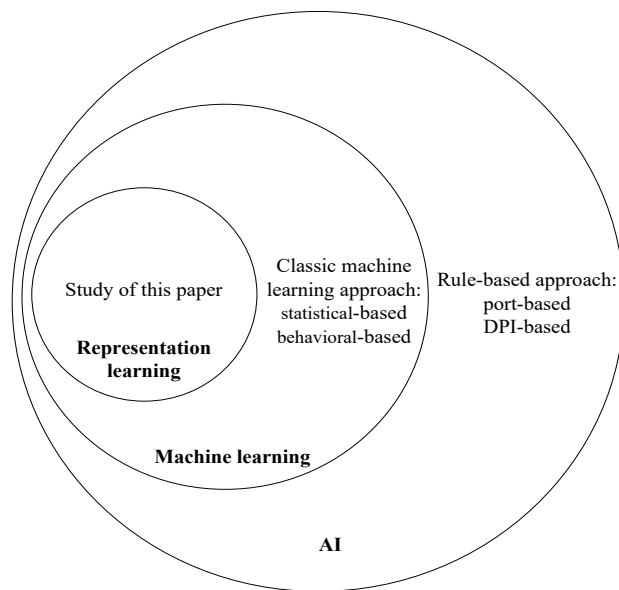 Study of this paper
Representation
learning
Classic machine
learning approach:
statistical-based
behavioral-based
Machine learning
Rule-based approach:
port-based
DPI-based
AI